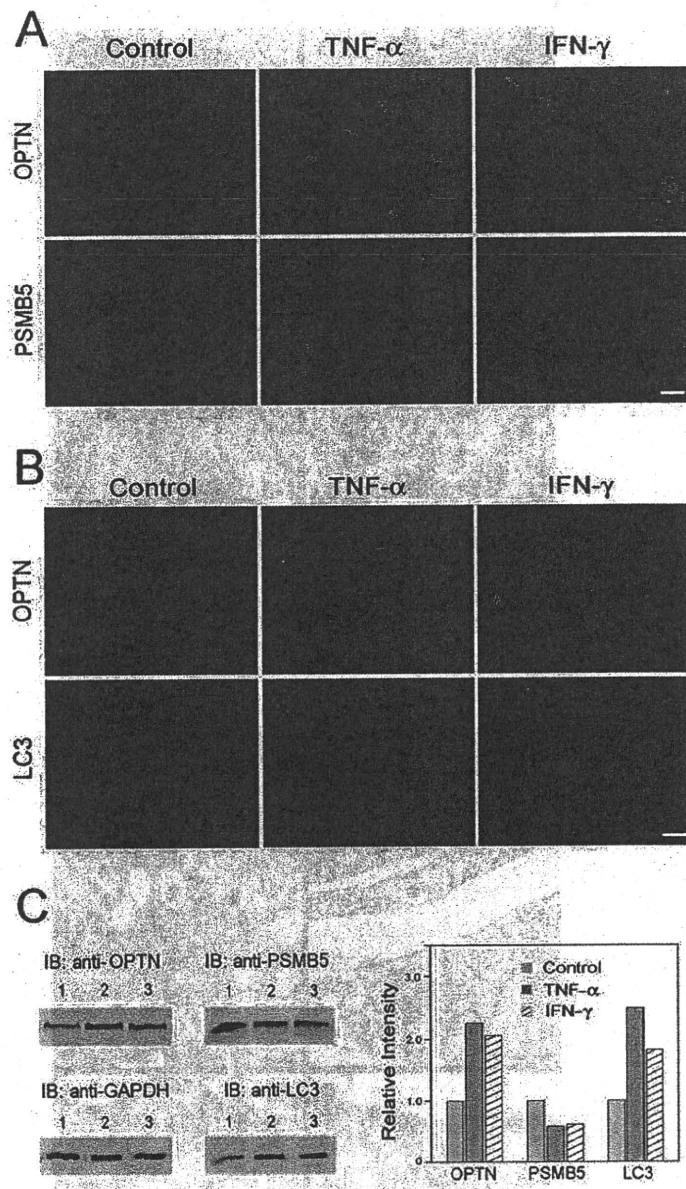 A
Control TNF-α IFN-γ
OPTN
PSMB5
B
Control TNF-α IFN-γ
OPTN
LC3
C
IB: anti-OPTN IB: anti-PSMB5
1 2 3 1 2 3
IB: anti-GAPDH IB: anti-LC3
1 2 3 1 2 3
Relative Intensity
3.0
2.0
1.0
Control
TNF-α
IFN-γ
OPTN PSMB5 LC3